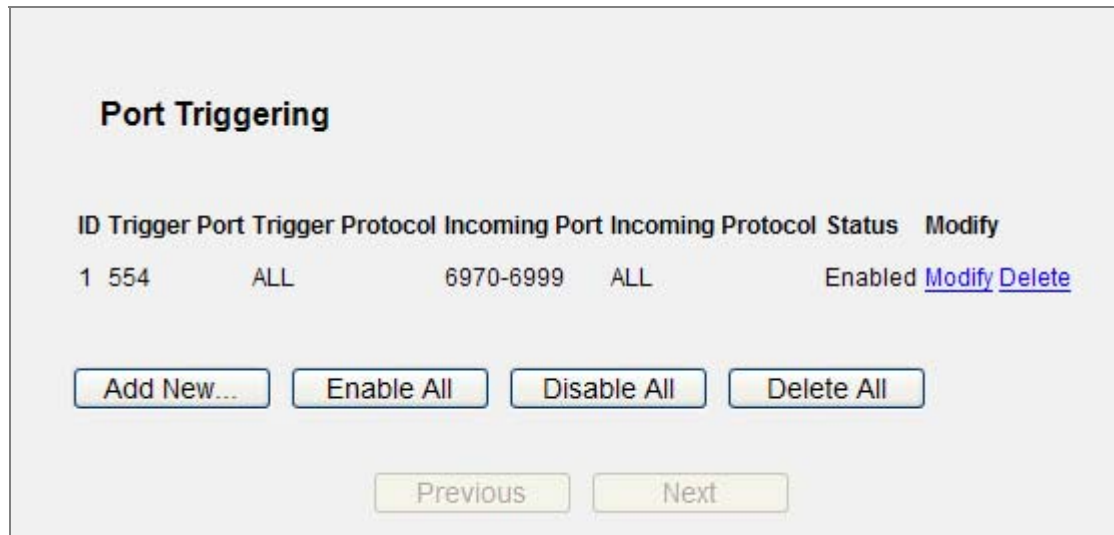 Port Triggering
ID Trigger Port Trigger Protocol Incoming Port Incoming Protocol Status Modify
1 554 ALL 6970-6999 ALL Enabled Modify Delete
Add New... Enable All Disable All Delete All
Previous Next